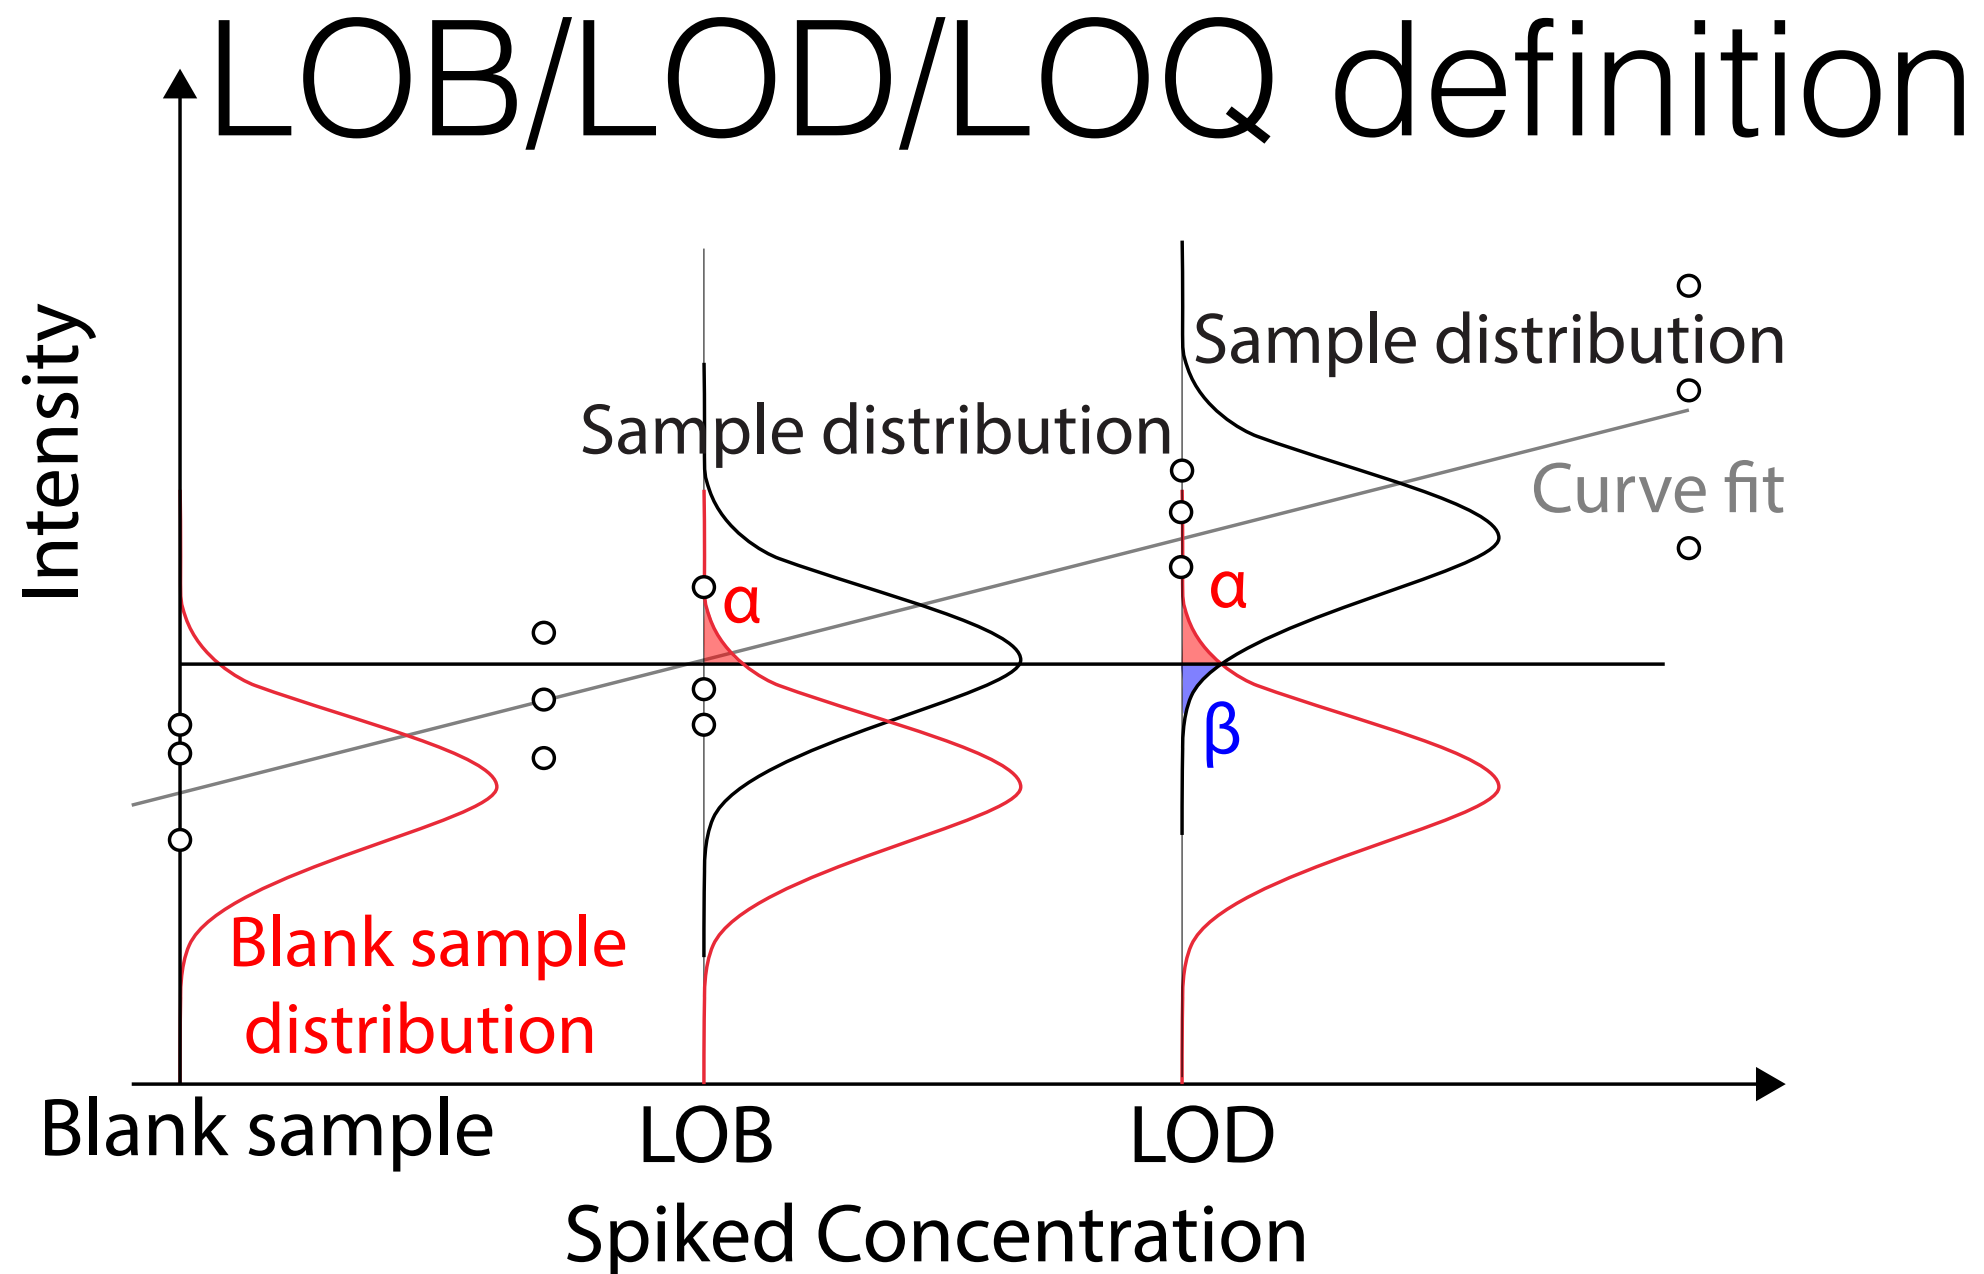 LOB/LOD/LOQ definition
Intensity
Sample distribution
Sample distribution
Curve fit
α
α
β
Blank sample
distribution
Blank sample
LOB
LOD
Spiked Concentration